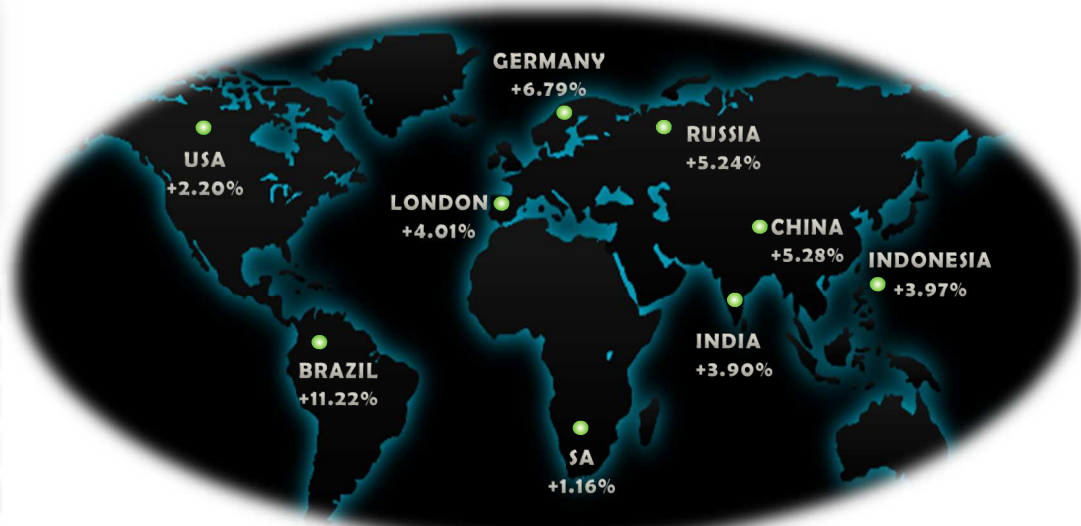 GERMANY
+6.79%
USA
+2.20%
RUSSIA
+5.24%
LONDON
+4.01%
CHINA
+5.28%
INDONESIA
+3.97%
INDIA
+3.90%
BRAZIL
+11.22%
SA
+1.16%